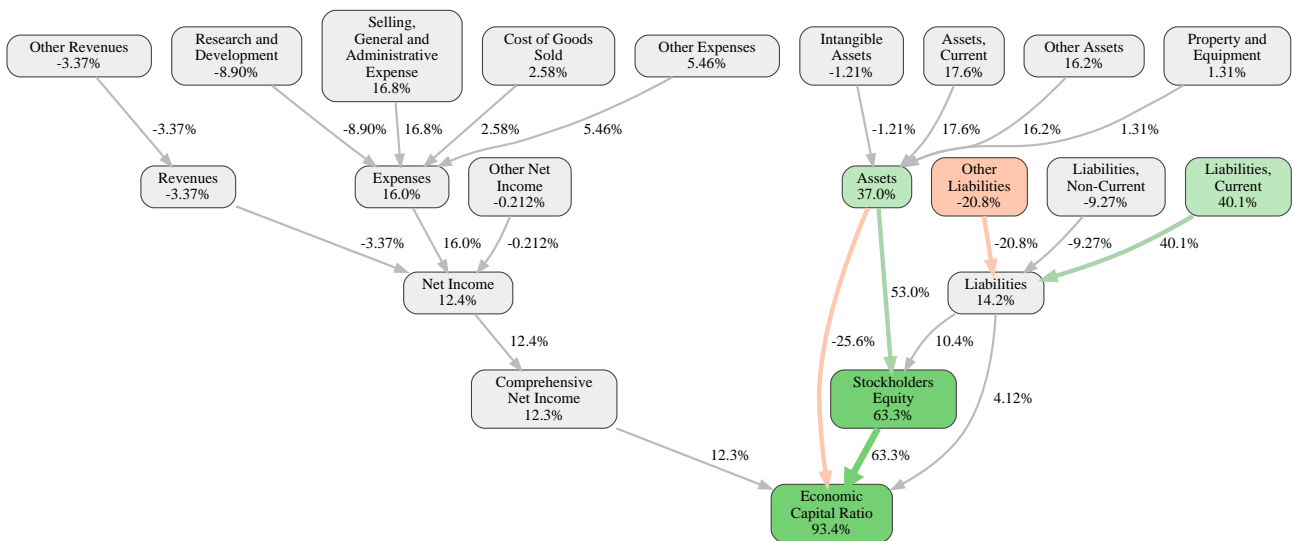 Other Revenues
-3.37%
Research and
Development
-8.90%
Selling,
General and
Administrative
Expense
16.8%
Cost of Goods
Sold
2.58%
Other Expenses
5.46%
Intangible
Assets
-1.21%
Assets,
Current
17.6%
Other Assets
16.2%
Property and
Equipment
1.31%
-3.37%
-8.90%
16.8%
2.58%
5.46%
-1.21%
17.6%
16.2%
1.31%
Revenues
-3.37%
Expenses
16.0%
Other Net
Income
-0.212%
Assets
37.0%
Other
Liabilities
-20.8%
Liabilities,
Non-Current
-9.27%
Liabilities,
Current
40.1%
-3.37%
16.0%
-0.212%
-20.8%
-9.27%
40.1%
Net Income
12.4%
53.0%
Liabilities
14.2%
12.4%
-25.6%
10.4%
Comprehensive
Net Income
12.3%
Stockholders
Equity
63.3%
4.12%
12.3%
63.3%
Economic
Capital Ratio
93.4%